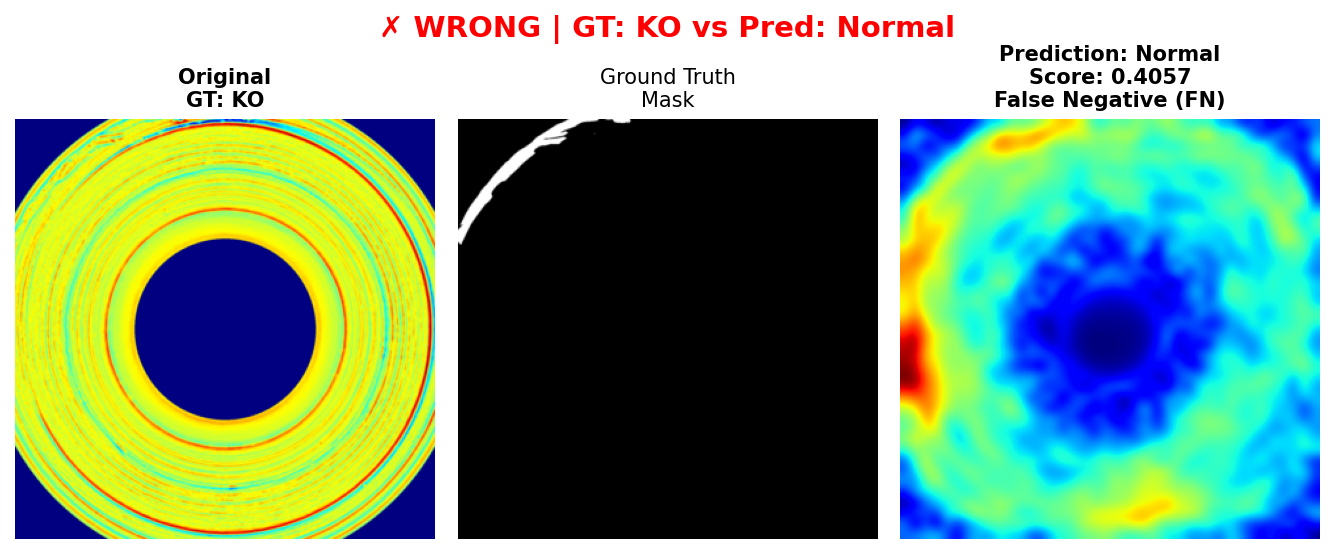 ✗ WRONG | GT: KO vs Pred: Normal
Original
GT: KO
Ground Truth
Mask
Prediction: Normal
Score: 0.4057
False Negative (FN)